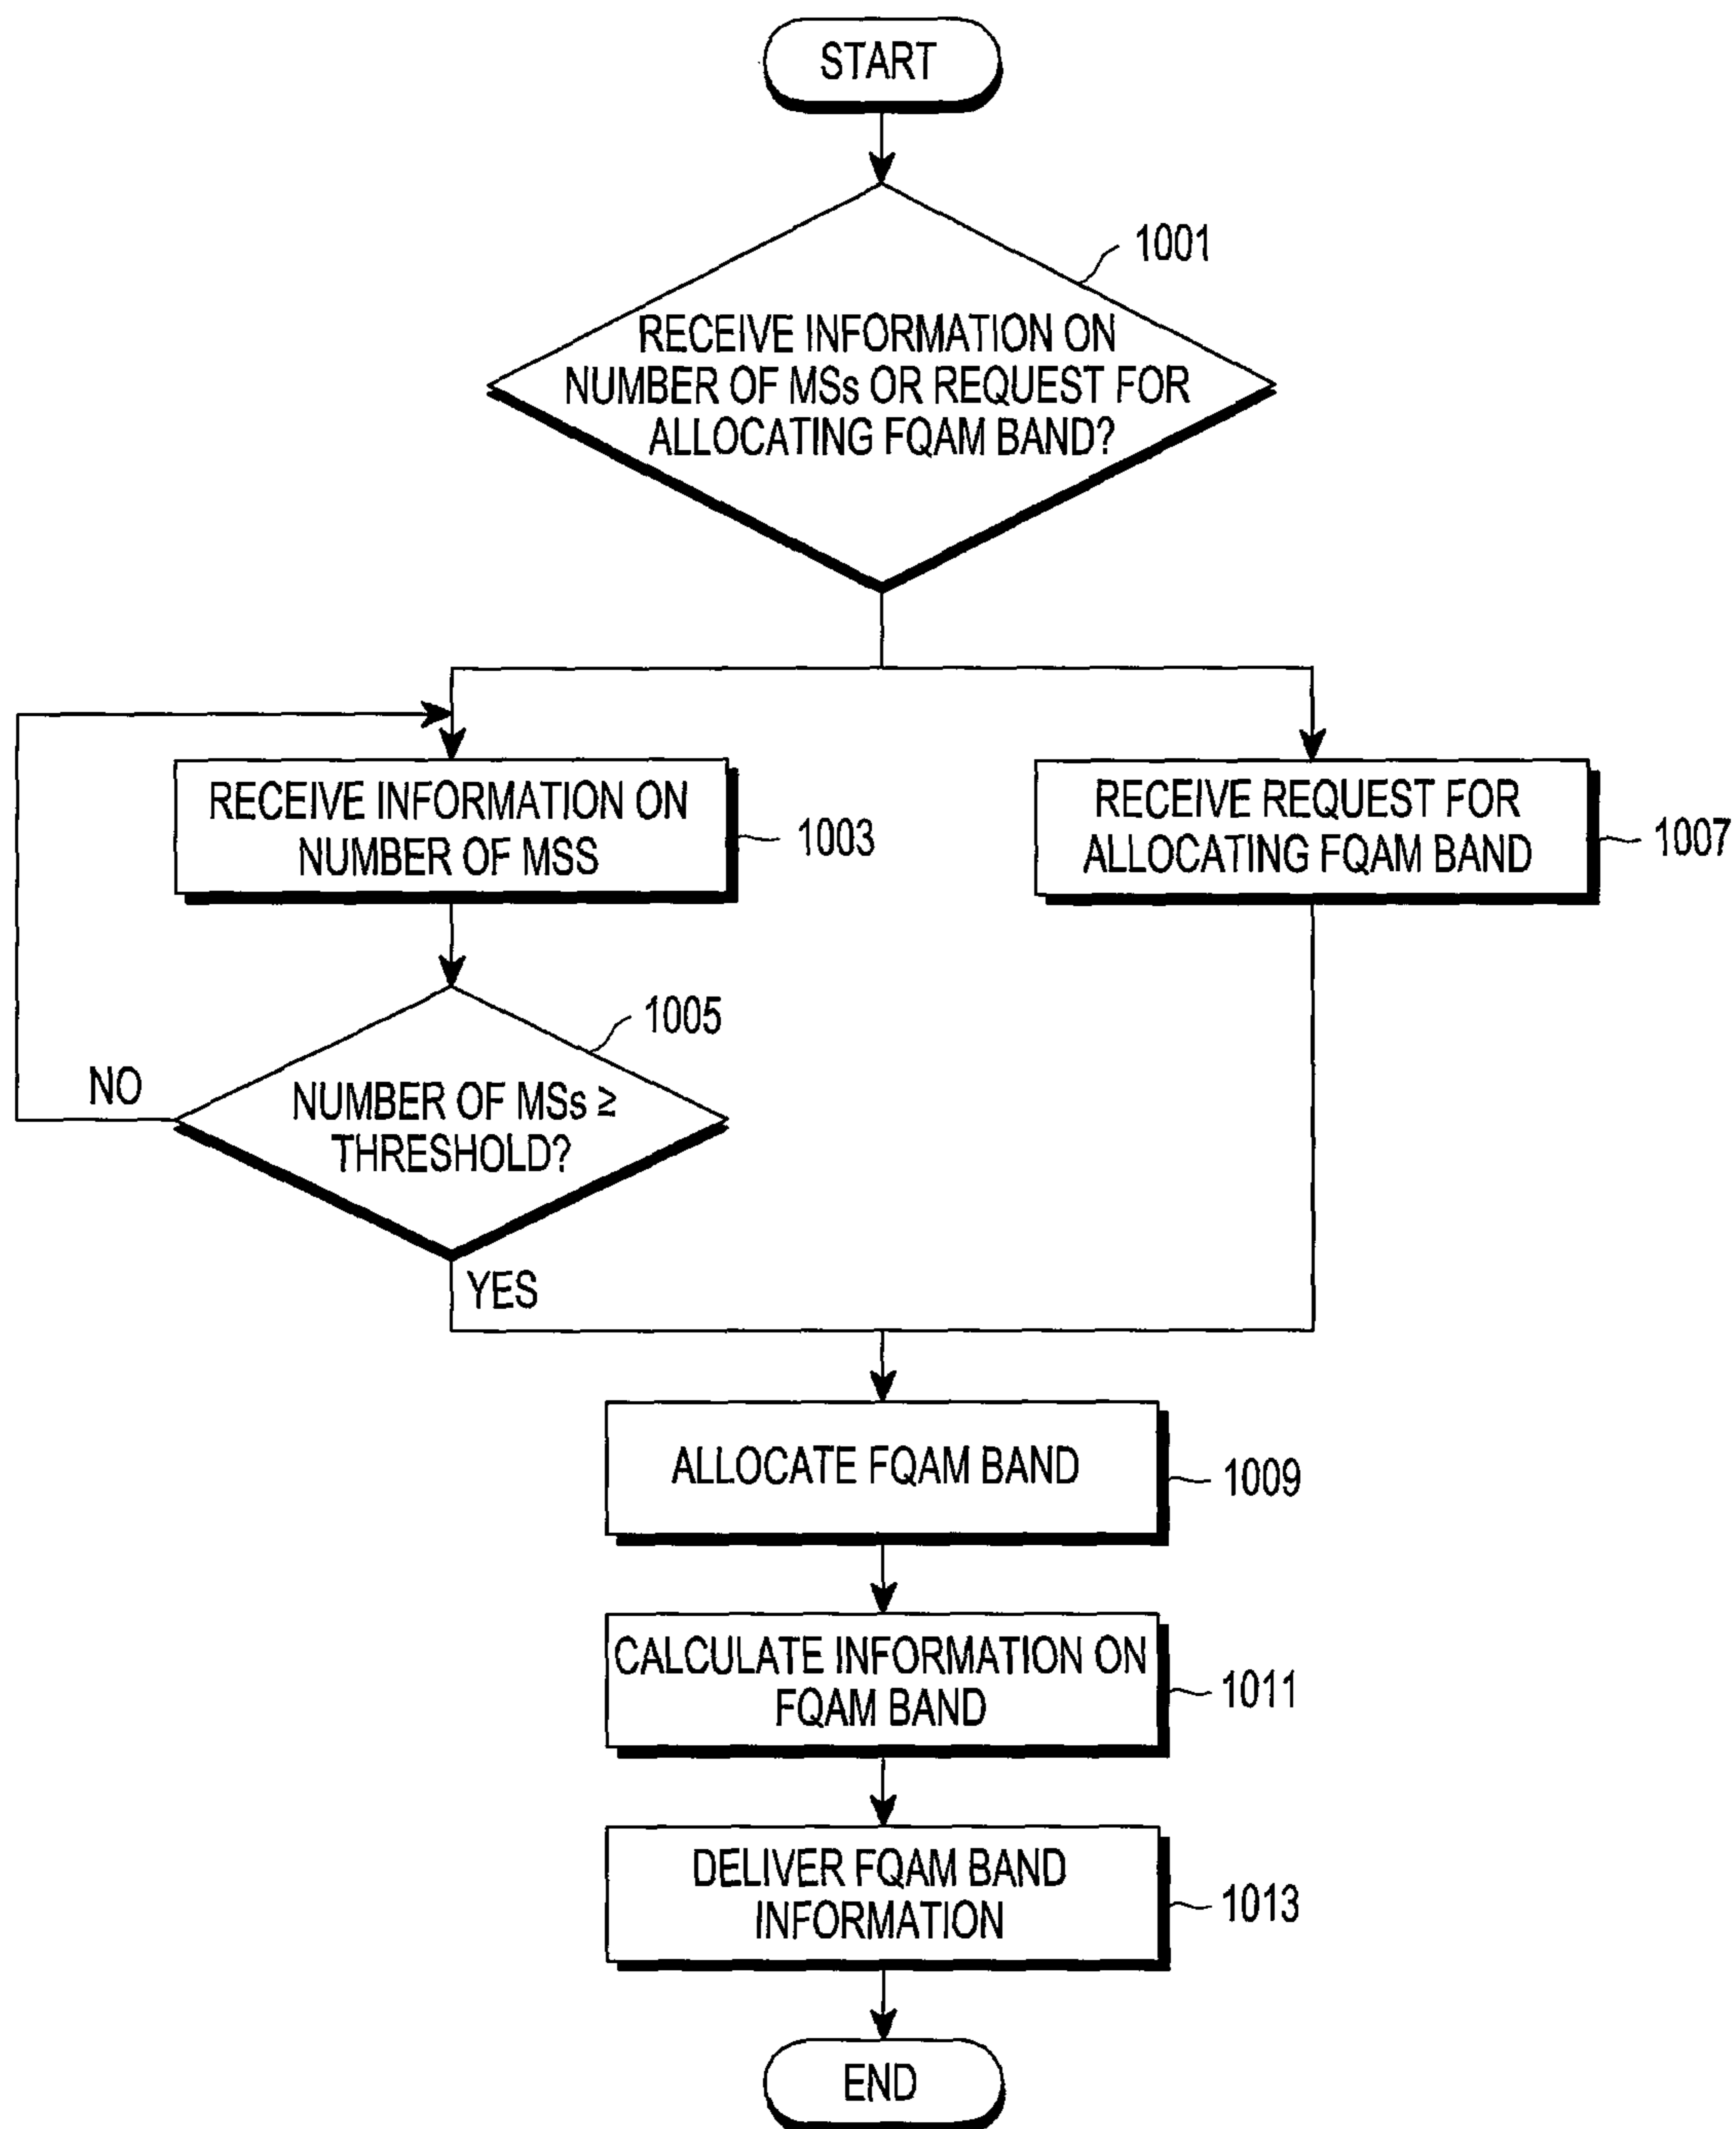 START
1001
RECEIVE INFORMATION ON
NUMBER OF MSs OR REQUEST FOR
ALLOCATING FQAM BAND?
RECEIVE INFORMATION ON
NUMBER OF MSS
1003
RECEIVE REQUEST FOR
ALLOCATING FQAM BAND
1007
1005
NO
NUMBER OF MSs ≥
THRESHOLD?
YES
ALLOCATE FQAM BAND
1009
CALCULATE INFORMATION ON
FQAM BAND
1011
DELIVER FQAM BAND
INFORMATION
1013
END